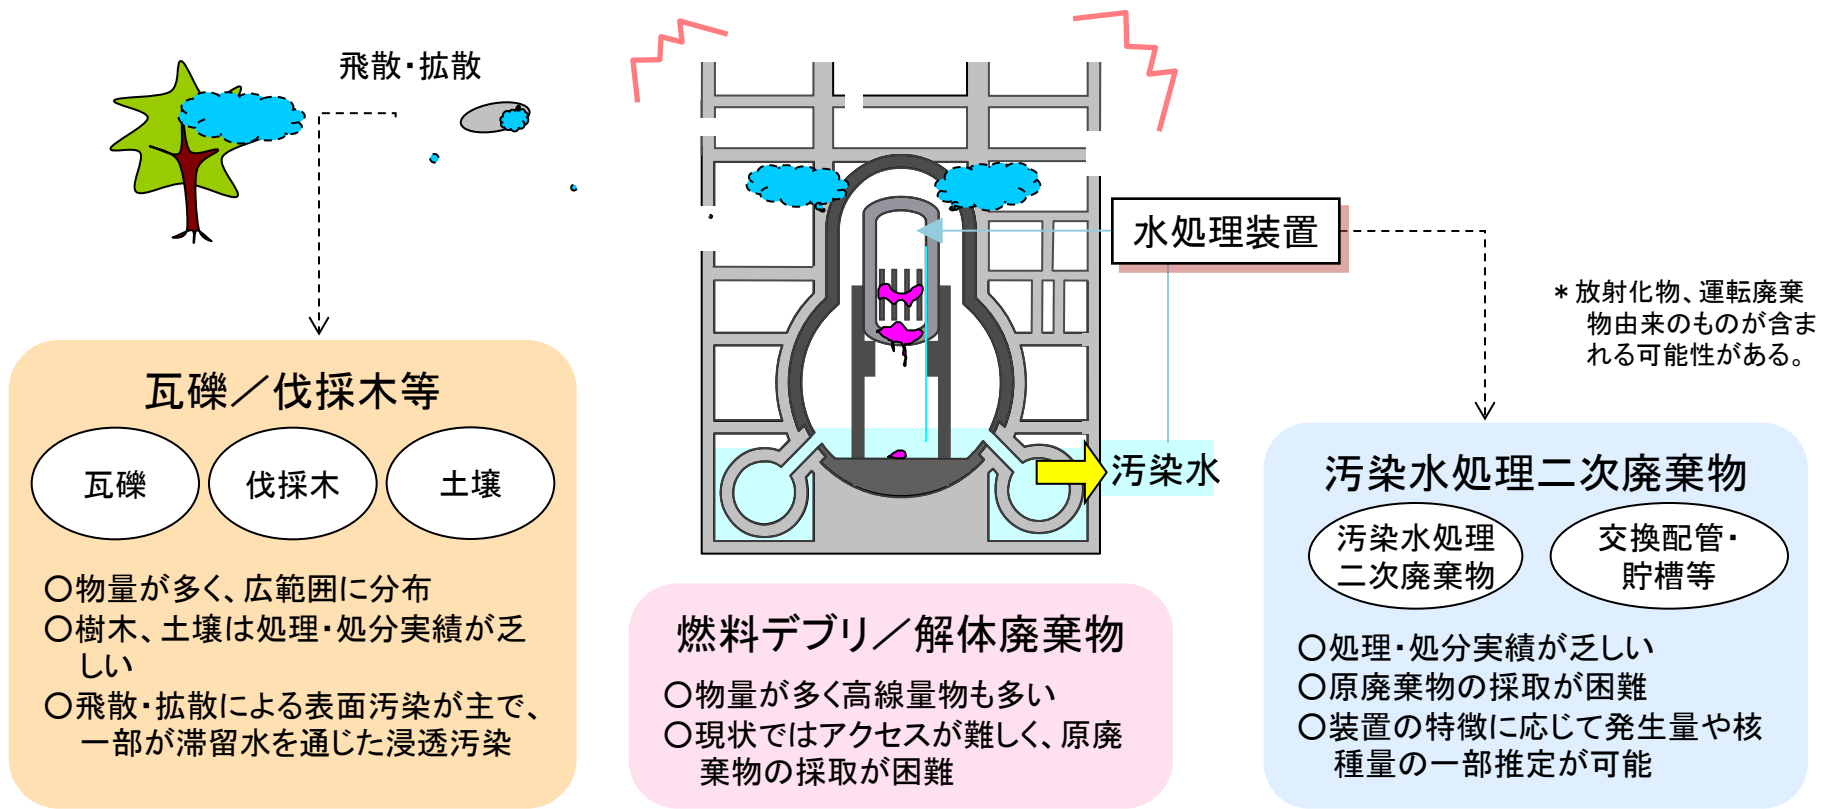 飛散・拡散
水処理装置
＊放射化物、運転廃棄
物由来のものが含ま
れる可能性がある。
汚染水
瓦礫／伐採木等
瓦礫
伐採木
土壌
〇物量が多く、広範囲に分布
〇樹木、土壌は処理・処分実績が乏
しい
〇飛散・拡散による表面汚染が主で、
一部が滞留水を通じた浸透汚染
燃料デブリ／解体廃棄物
〇物量が多く高線量物も多い
〇現状ではアクセスが難しく、原廃
棄物の採取が困難
汚染水処理二次廃棄物
汚染水処理
二次廃棄物
交換配管・
貯槽等
〇処理・処分実績が乏しい
〇原廃棄物の採取が困難
〇装置の特徴に応じて発生量や核
種量の一部推定が可能